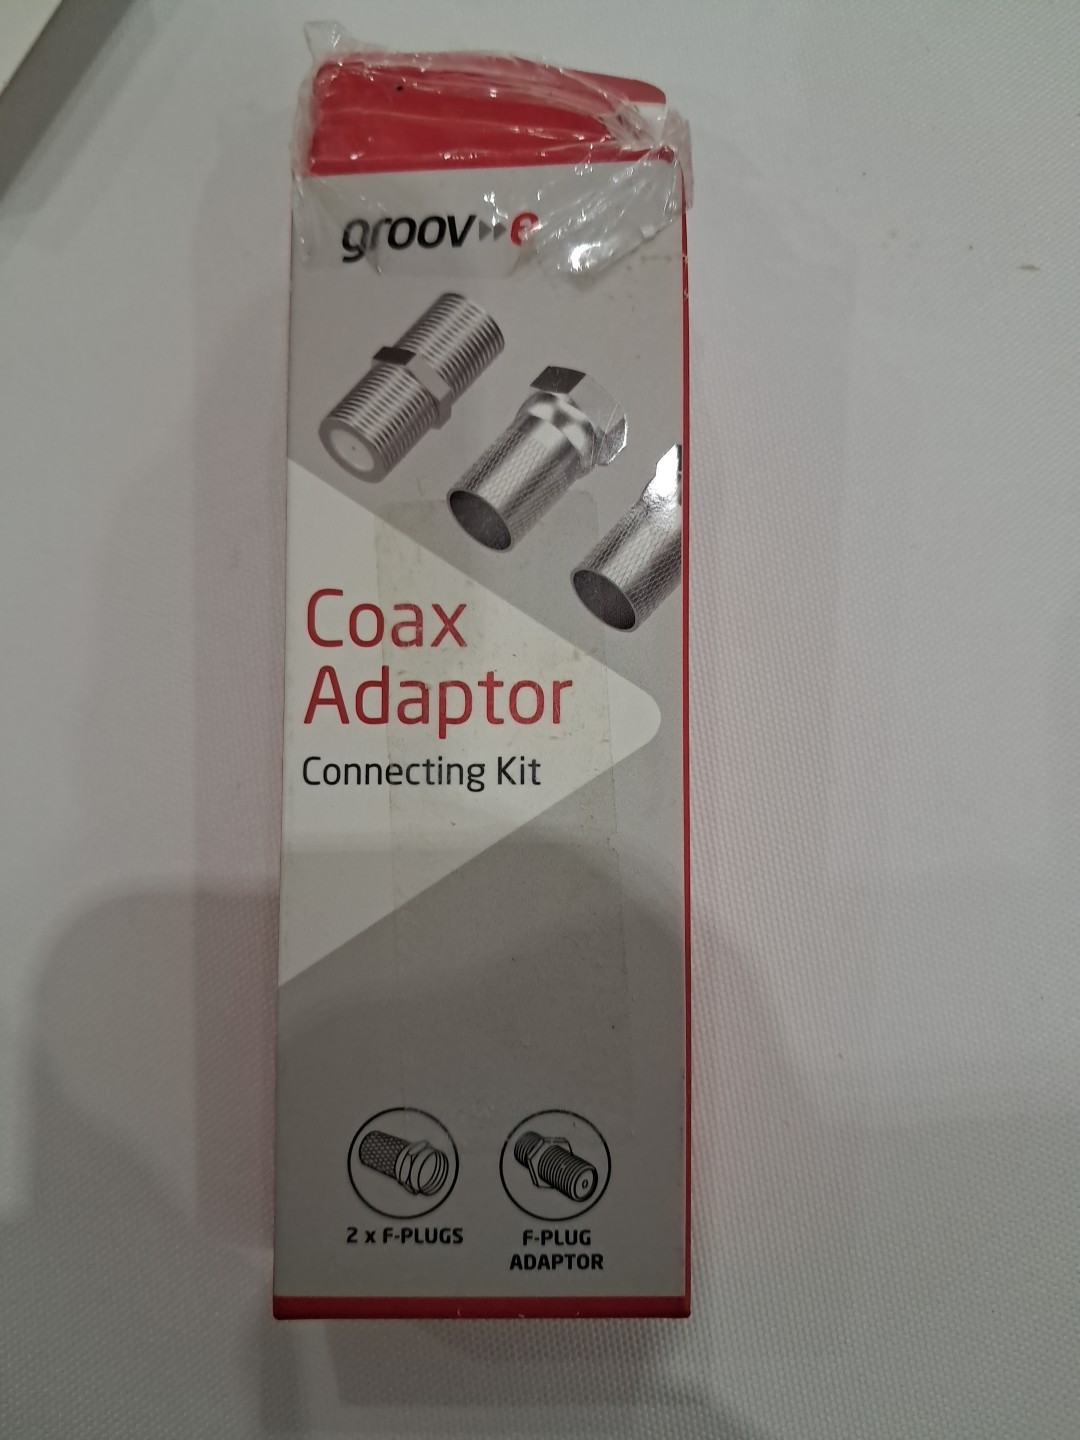 groov e
Coax
Adaptor
Connecting Kit
2 x F-PLUGS
F-PLUG
ADAPTOR